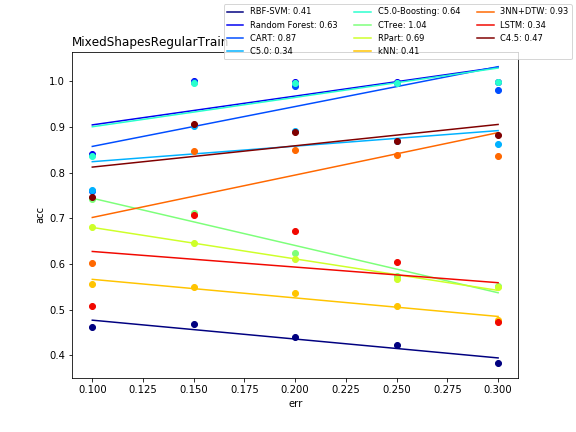 RBF-SVM: 0.41
Random Forest: 0.63
CART: 0.87
C5.0: 0.34
C5.0-Boosting: 0.64
CTree: 1.04
RPart: 0.69
kNN: 0.41
3NN+DTW: 0.93
LSTM: 0.34
C4.5: 0.47
MixedShapesRegularTrain
1.0
0.9
0.8
0.7
0.6
0.5
0.4
acc
0.100 0.125 0.150 0.175 0.200 0.225 0.250 0.275 0.300
err